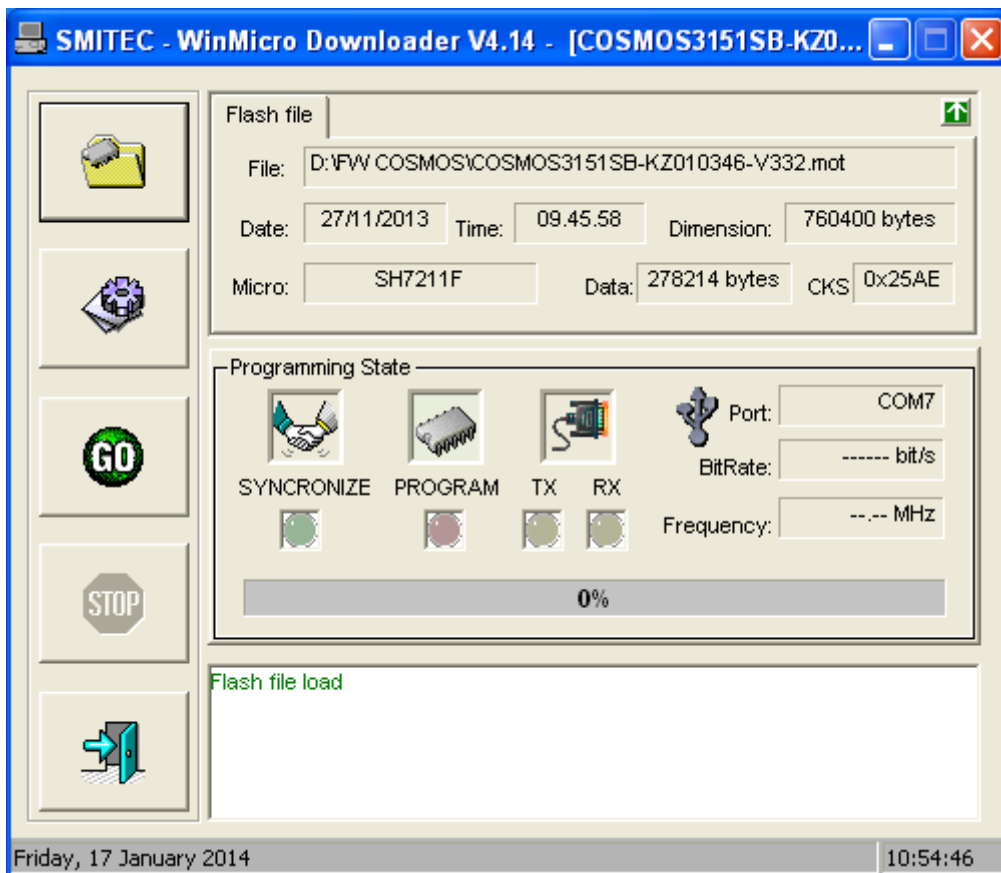 SMITEC - WinMicro Downloader V4.14 - [COSMOS3151SB-KZ0...
Flash file
File: D:\FW COSMOS\COSMOS3151SB-KZ010346-V332.mot
Date: 27/11/2013 Time: 09.45.58 Dimension: 760400 bytes
Micro: SH7211F Data: 278214 bytes CKS 0x25AE
GO
STOP
Programming State
Port: COM7
BitRate: ------ bit/s
SYNCRONIZE PROGRAM TX RX
Frequency: --.-- MHz
0%
Flash file load
Friday, 17 January 2014 10:54:46